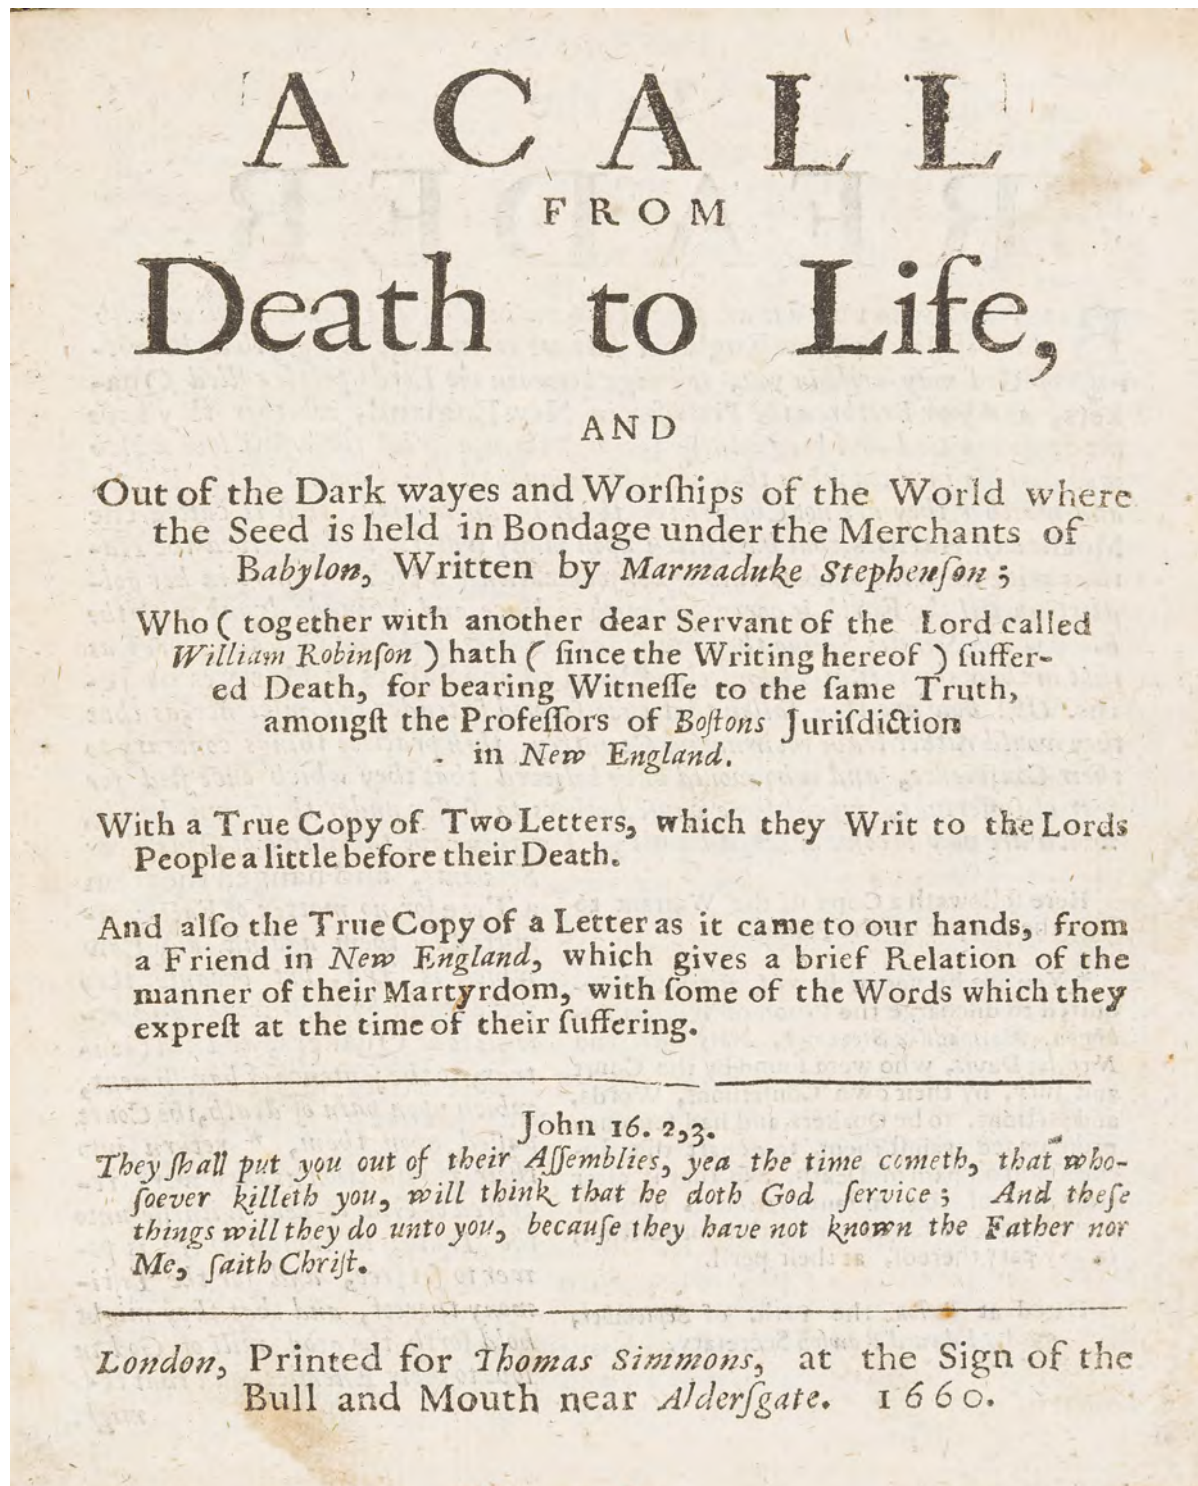 A CALL
FROM
Death to Life,
AND
Out of the Dark wayes and Worſhips of the World where
the Seed is held in Bondage under the Merchants of
Babylon, Written by Marmaduke Stephenſon;
Who ( together with another dear Servant of the Lord called
William Robinſon ) hath ( ſince the Writing hereof ) ſuffer-
ed Death, for bearing Witneſſe to the ſame Truth,
amongſt the Profeſſors of Boſtons Juriſdiction
in New England.
With a True Copy of Two Letters, which they Writ to the Lords
People a little before their Death.
And alſo the True Copy of a Letter as it came to our hands, from
a Friend in New England, which gives a brief Relation of the
manner of their Martyrdom, with ſome of the Words which they
expreſt at the time of their ſuffering.
John 16. 2,3.
They ſhall put you out of their Aſſemblies, yea the time cometh, that who-
ſoever killeth you, will think that he doth God ſervice; And theſe
things will they do unto you, becauſe they have not known the Father nor
Me, ſaith Chriſt.
London, Printed for Thomas Simmons, at the Sign of the
Bull and Mouth near Alderſgate. 1660.